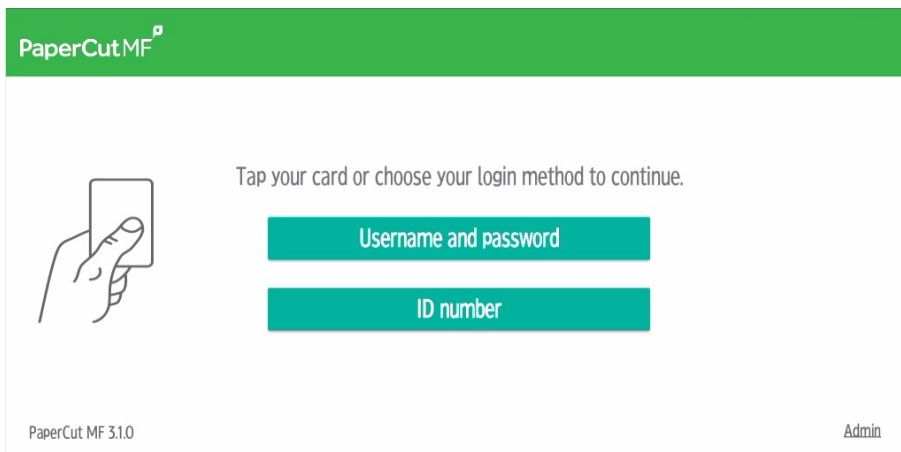 PaperCut MF
Tap your card or choose your login method to continue.
Username and password
ID number
PaperCut MF 3.1.0
Admin